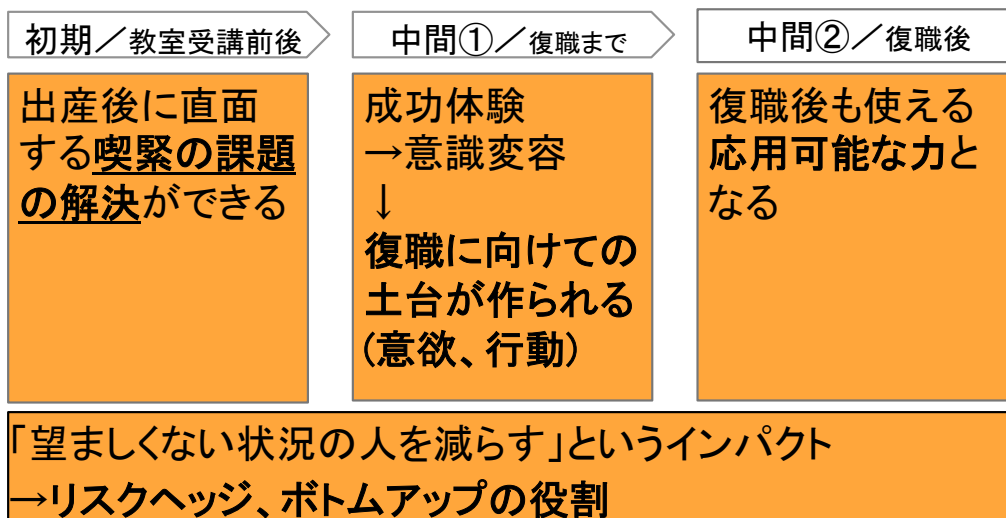 初期／教室受講前後
中間①／復職まで
中間②／復職後
出産後に直面
する喫緊の課題
の解決ができる
成功体験
→意識変容
↓
復職に向けての
土台が作られる
(意欲、行動)
復職後も使える
応用可能な力と
なる
「望ましくない状況の人を減らす」というインパクト
→リスクヘッジ、ボトムアップの役割